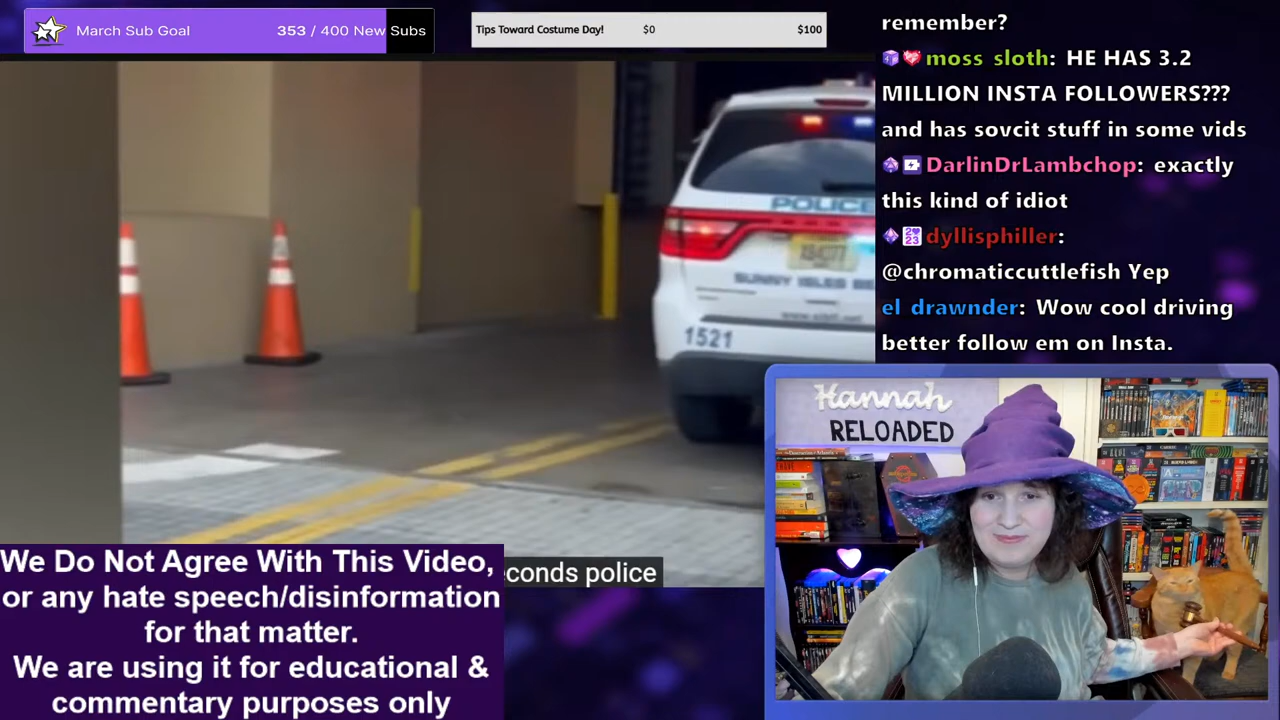 March Sub Goal
353 / 400 New Subs
Tips Toward Costume Day!
$0
$100
remember?
moss_sloth: HE HAS 3.2
MILLION INSTA FOLLOWERS???
and has sovcit stuff in some vids
DarlinDrLambchop: exactly
this kind of idiot
dyllisphiller:
@chromaticcuttlefish Yep
el_drawnder: Wow cool driving
better follow em on Insta.
POLICE
SUNNY ISLES BE
1521
conds police
We Do Not Agree With This Video,
or any hate speech/disinformation
for that matter.
We are using it for educational &
commentary purposes only
Hannah
RELOADED